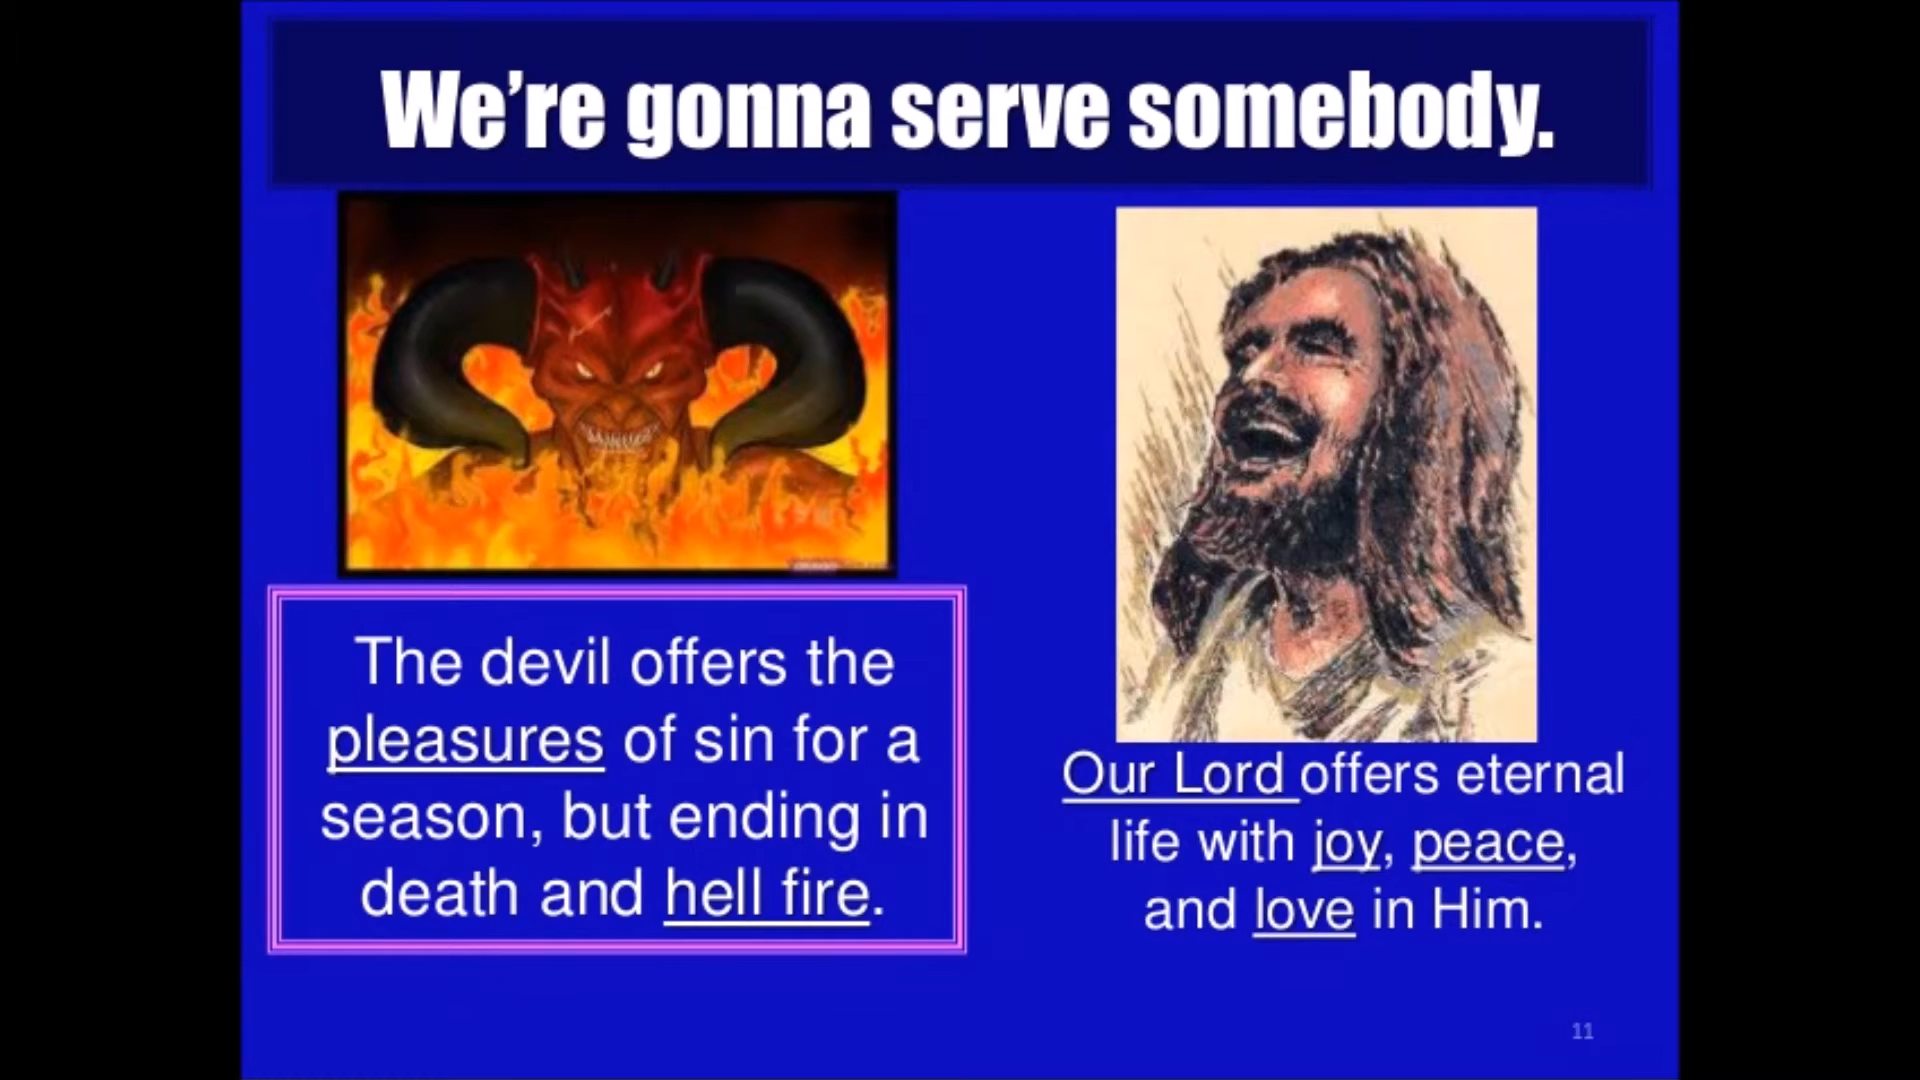 We're gonna serve somebody.
The devil offers the
pleasures of sin for a
season, but ending in
death and hell fire.
Our Lord offers eternal
life with joy, peace,
and love in Him.
11